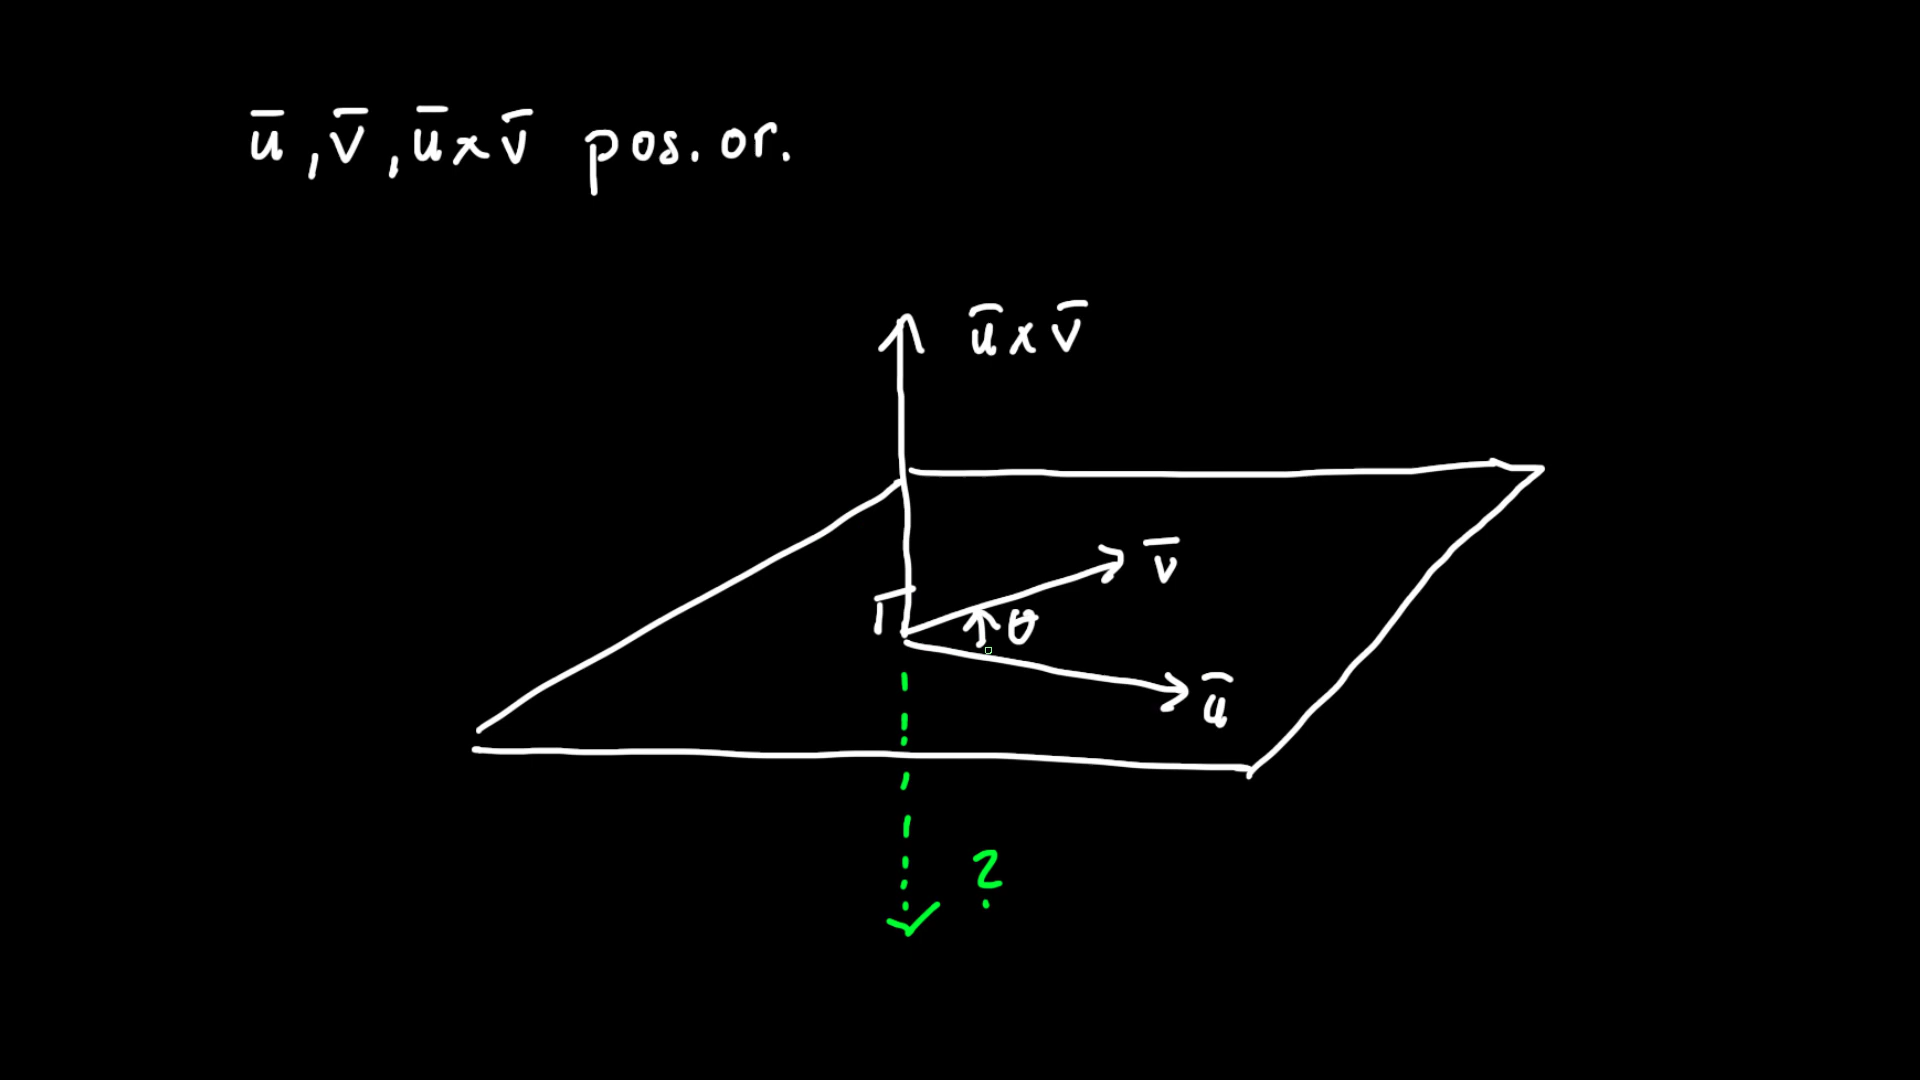 u̅, v̅, u̅×v̅ pos. or.
u̅×v̅
v̅
θ
u̅
?